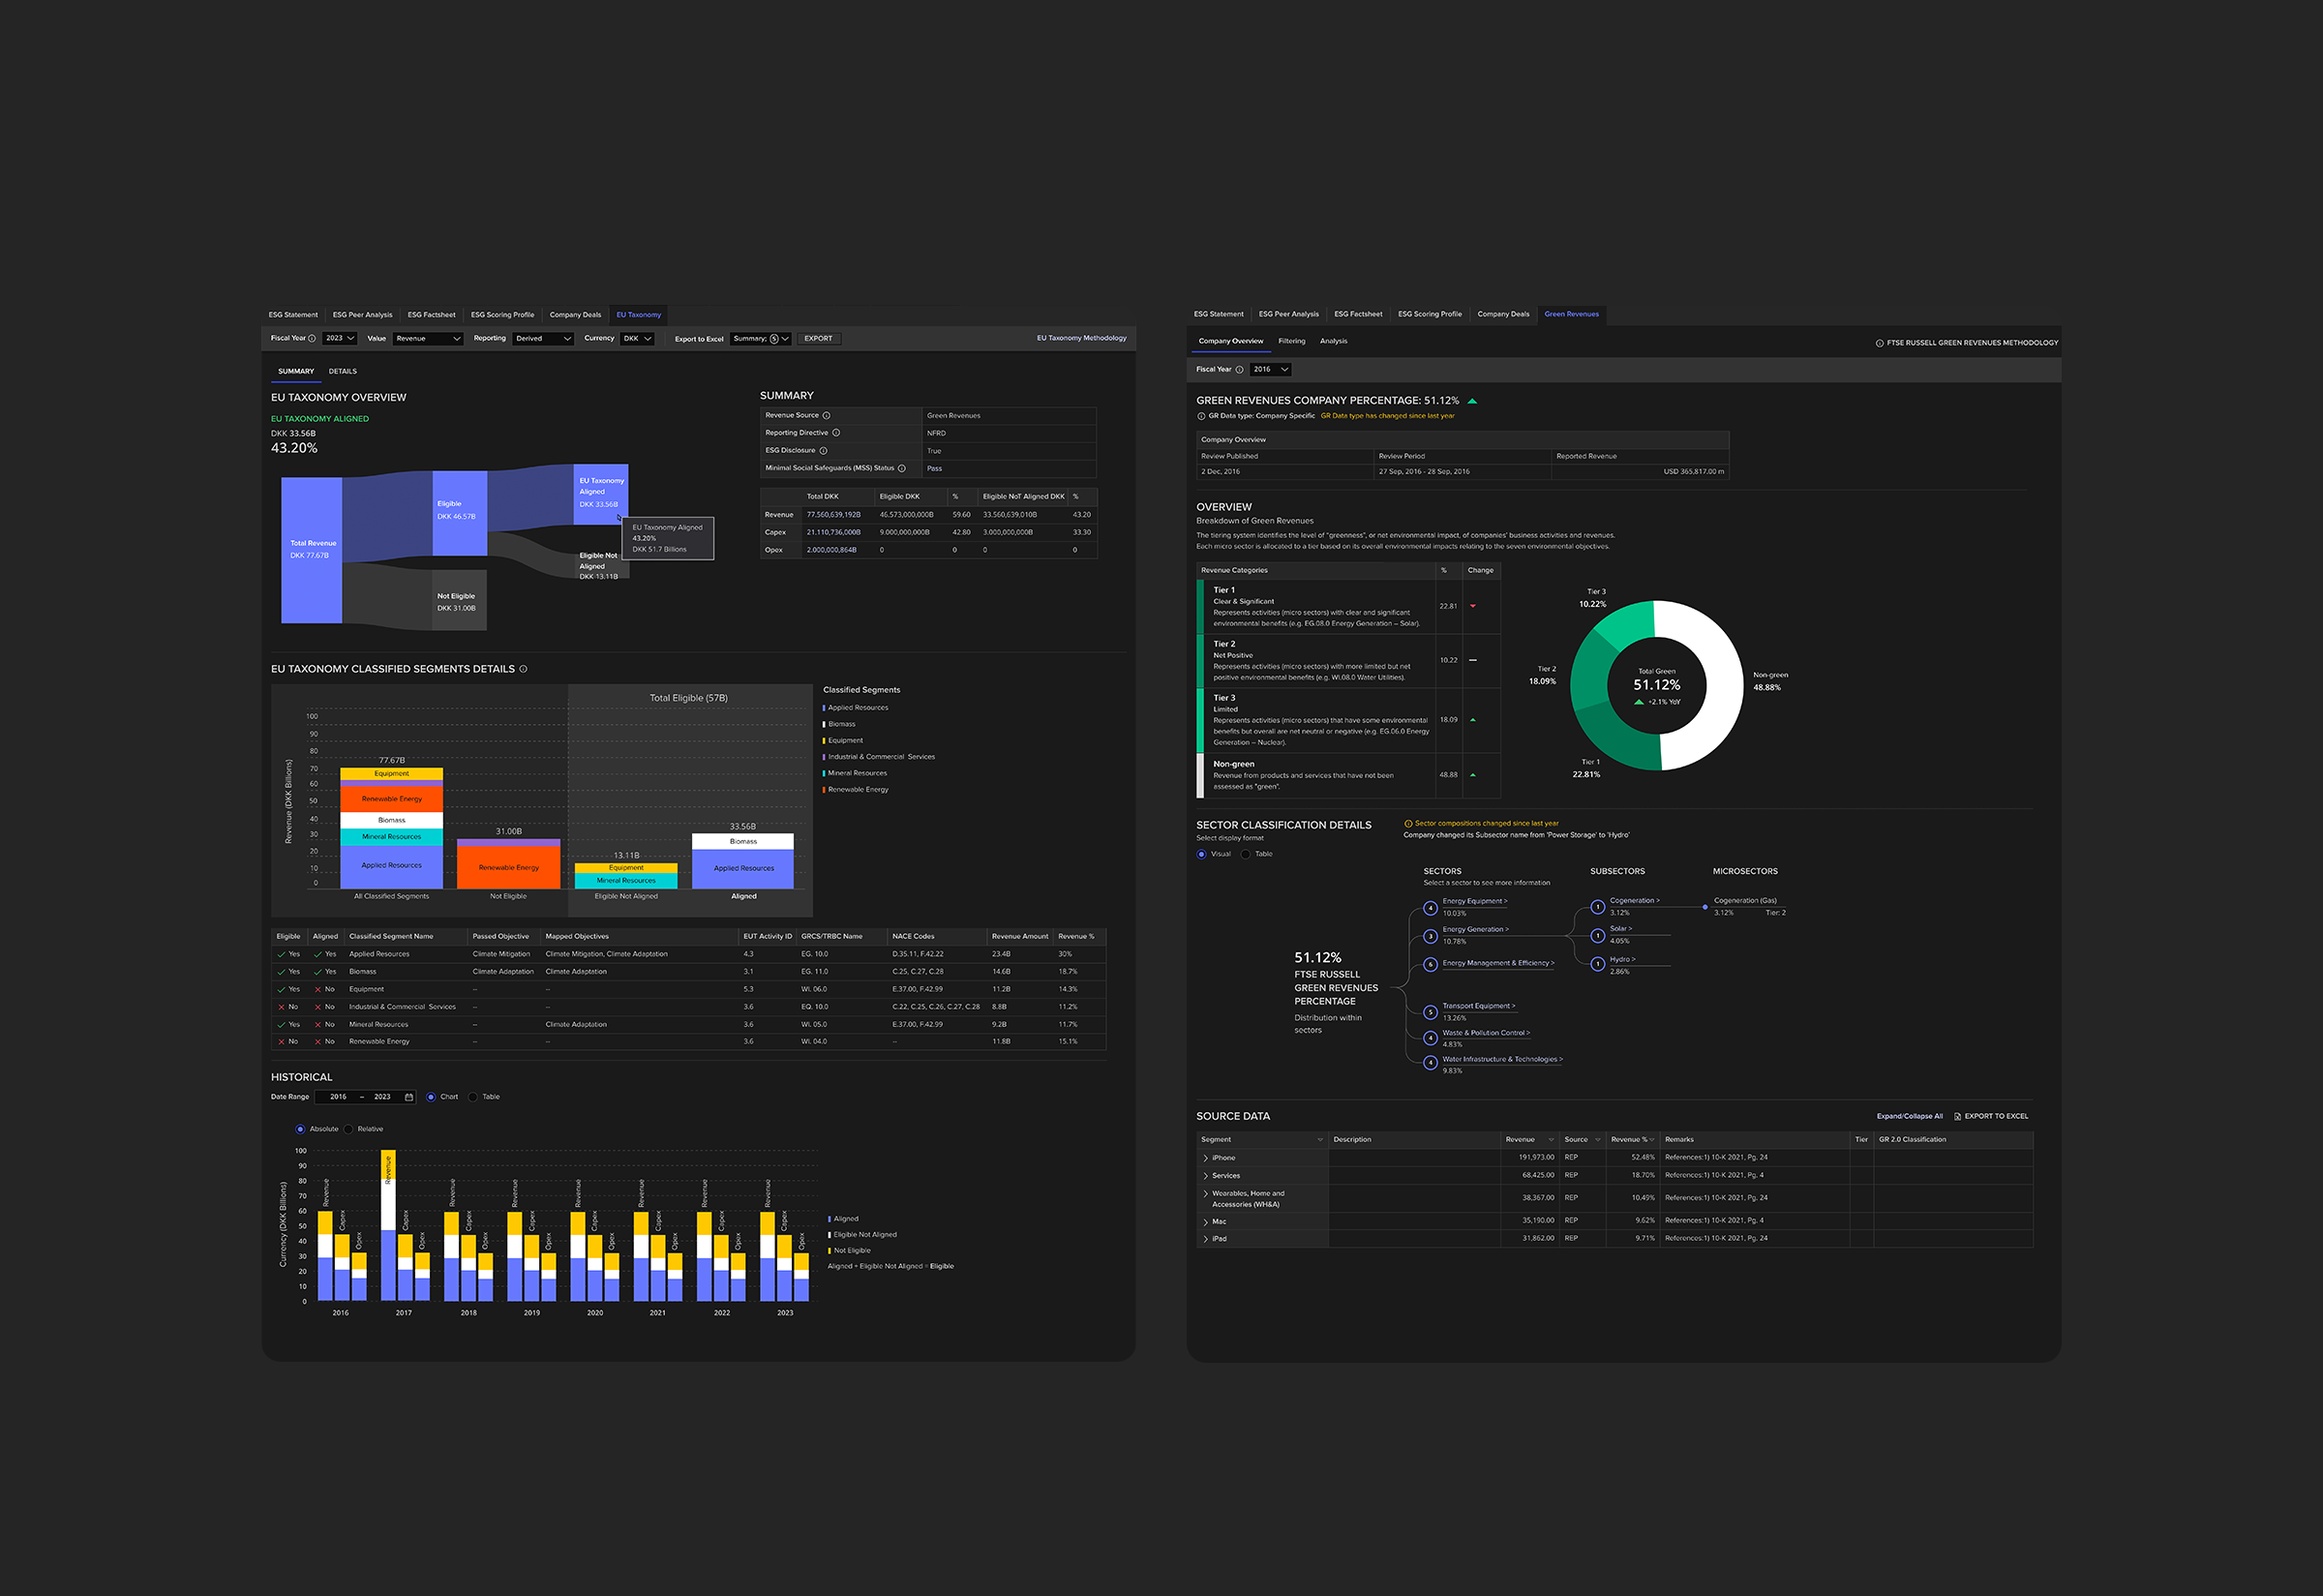 ESG Statement ESG Peer Analysis ESG Factsheet ESG Scoring Profile Company Deals EU Taxonomy
Fiscal Year 2023 Value Revenue Reporting Derived Currency DKK Export to Excel Summary; 5 EXPORT EU Taxonomy Methodology
SUMMARY DETAILS
EU TAXONOMY OVERVIEW
EU TAXONOMY ALIGNED
DKK 33.56B
43.20%
Total Revenue
DKK 77.67B
Eligible
DKK 46.57B
Not Eligible
DKK 31.00B
EU Taxonomy
Aligned
DKK 33.56B
Eligible Not
Aligned
DKK 13.11B
EU Taxonomy Aligned
43.20%
DKK 51.7 Billions
SUMMARY
Revenue Source Green Revenues
Reporting Directive NFRD
ESG Disclosure True
Minimal Social Safeguards (MSS) Status Pass
Total DKK Eligible DKK % Eligible NoT Aligned DKK %
Revenue 77.560,639,192B 46.573,000,000B 59.60 33.560,639,010B 43.20
Capex 21.110,736,000B 9.000,000,000B 42.80 3.000,000,000B 33.30
Opex 2.000,000,864B 0 0 0 0
EU TAXONOMY CLASSIFIED SEGMENTS DETAILS
Total Eligible (57B)
Revenue (DKK Billions)
100
90
80
70
60
50
40
30
20
10
0
77.67B
Equipment
Renewable Energy
Biomass
Mineral Resources
Applied Resources
All Classified Segments
31.00B
Renewable Energy
Not Eligible
13.11B
Equipment
Mineral Resources
Eligible Not Aligned
33.56B
Biomass
Applied Resources
Aligned
Classified Segments
Applied Resources
Biomass
Equipment
Industrial & Commercial Services
Mineral Resources
Renewable Energy
Eligible Aligned Classified Segment Name Passed Objective Mapped Objectives EUT Activity ID GRCS/TRBC Name NACE Codes Revenue Amount Revenue %
Yes Yes Applied Resources Climate Mitigation Climate Mitigation, Climate Adaptation 4.3 EG. 10.0 D.35.11, F.42.22 23.4B 30%
Yes Yes Biomass Climate Adaptation Climate Adaptation 3.1 EG. 11.0 C.25, C.27, C.28 14.6B 18.7%
Yes No Equipment -- -- 5.3 WI. 06.0 E.37.00, F.42.99 11.2B 14.3%
No No Industrial & Commercial Services -- -- 3.6 EQ. 10.0 C.22, C.25, C.26, C.27, C.28 8.8B 11.2%
Yes No Mineral Resources -- Climate Adaptation 3.6 WI. 05.0 E.37.00, F.42.99 9.2B 11.7%
No No Renewable Energy -- -- 3.6 WI. 04.0 -- 11.8B 15.1%
HISTORICAL
Date Range 2016 – 2023 Chart Table
Absolute Relative
Currency (DKK Billions)
100
90
80
70
60
50
40
30
20
10
0
Revenue Capex Opex
Revenue Capex Opex
Revenue Capex Opex
Revenue Capex Opex
Revenue Capex Opex
Revenue Capex Opex
Revenue Capex Opex
Revenue Capex Opex
2016 2017 2018 2019 2020 2021 2022 2023
Aligned
Eligible Not Aligned
Not Eligible
Aligned + Eligible Not Aligned = Eligible
ESG Statement ESG Peer Analysis ESG Factsheet ESG Scoring Profile Company Deals Green Revenues
Company Overview Filtering Analysis FTSE RUSSELL GREEN REVENUES METHODOLOGY
Fiscal Year 2016
GREEN REVENUES COMPANY PERCENTAGE: 51.12%
GR Data type: Company Specific GR Data type has changed since last year
Company Overview
Review Published Review Period Reported Revenue
2 Dec, 2016 27 Sep, 2016 - 28 Sep, 2016 USD 365,817.00 m
OVERVIEW
Breakdown of Green Revenues
The tiering system identifies the level of "greenness", or net environmental impact, of companies' business activities and revenues.
Each micro sector is allocated to a tier based on its overall environmental impacts relating to the seven environmental objectives.
Revenue Categories % Change
Tier 1
Clear & Significant
Represents activities (micro sectors) with clear and significant
environmental benefits (e.g. EG.08.0 Energy Generation – Solar).
22.81
Tier 2
Net Positive
Represents activities (micro sectors) with more limited but net
positive environmental benefits (e.g. WI.08.0 Water Utilities).
10.22
Tier 3
Limited
Represents activities (micro sectors) that have some environmental
benefits but overall are net neutral or negative (e.g. EG.06.0 Energy
Generation – Nuclear).
18.09
Non-green
Revenue from products and services that have not been
assessed as "green".
48.88
Tier 3
10.22%
Tier 2
18.09%
Tier 1
22.81%
Non-green
48.88%
Total Green
51.12%
+2.1% YoY
SECTOR CLASSIFICATION DETAILS
Select display format
Visual Table
Sector compositions changed since last year
Company changed its Subsector name from 'Power Storage' to 'Hydro'
SECTORS SUBSECTORS MICROSECTORS
Select a sector to see more information
51.12%
FTSE RUSSELL
GREEN REVENUES
PERCENTAGE
Distribution within
sectors
4 Energy Equipment >
10.03%
3 Energy Generation >
10.78%
6 Energy Management & Efficiency >
5 Transport Equipment >
13.26%
4 Waste & Pollution Control >
4.83%
4 Water Infrastructure & Technologies >
9.83%
1 Cogeneration >
3.12%
1 Solar >
4.05%
1 Hydro >
2.86%
Cogeneration (Gas)
3.12% Tier: 2
SOURCE DATA Expand/Collapse All EXPORT TO EXCEL
Segment Description Revenue Source Revenue % Remarks Tier GR 2.0 Classification
iPhone 191,973.00 REP 52.48% References:1) 10-K 2021, Pg. 24
Services 68,425.00 REP 18.70% References:1) 10-K 2021, Pg. 4
Wearables, Home and
Accessories (WH&A) 38,367.00 REP 10.49% References:1) 10-K 2021, Pg. 24
Mac 35,190.00 REP 9.62% References:1) 10-K 2021, Pg. 4
iPad 31,862.00 REP 9.71% References:1) 10-K 2021, Pg. 24